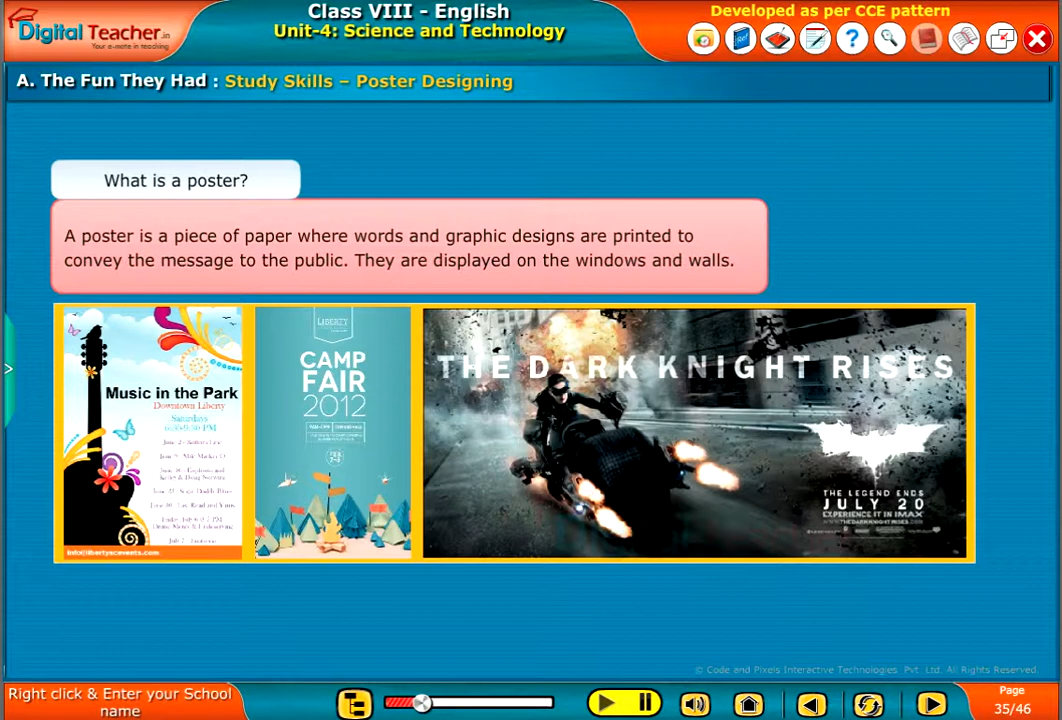 Digital Teacher.in
Your e-mate in teaching
Class VIII - English
Unit-4: Science and Technology
Developed as per CCE pattern
Ref
?
A. The Fun They Had : Study Skills – Poster Designing
What is a poster?
A poster is a piece of paper where words and graphic designs are printed to
convey the message to the public. They are displayed on the windows and walls.
Music in the Park
Downtown Liberty
Saturdays
LIBERTY
CAMP
FAIR
2012
THE DARK KNIGHT RISES
THE LEGEND ENDS
JULY 20
EXPERIENCE IT IN IMAX
WWW.THEDARKKNIGHTRISES.COM
© Code and Pixels Interactive Technologies Pvt. Ltd. All Rights Reserved.
Right click & Enter your School
name
Page
35/46